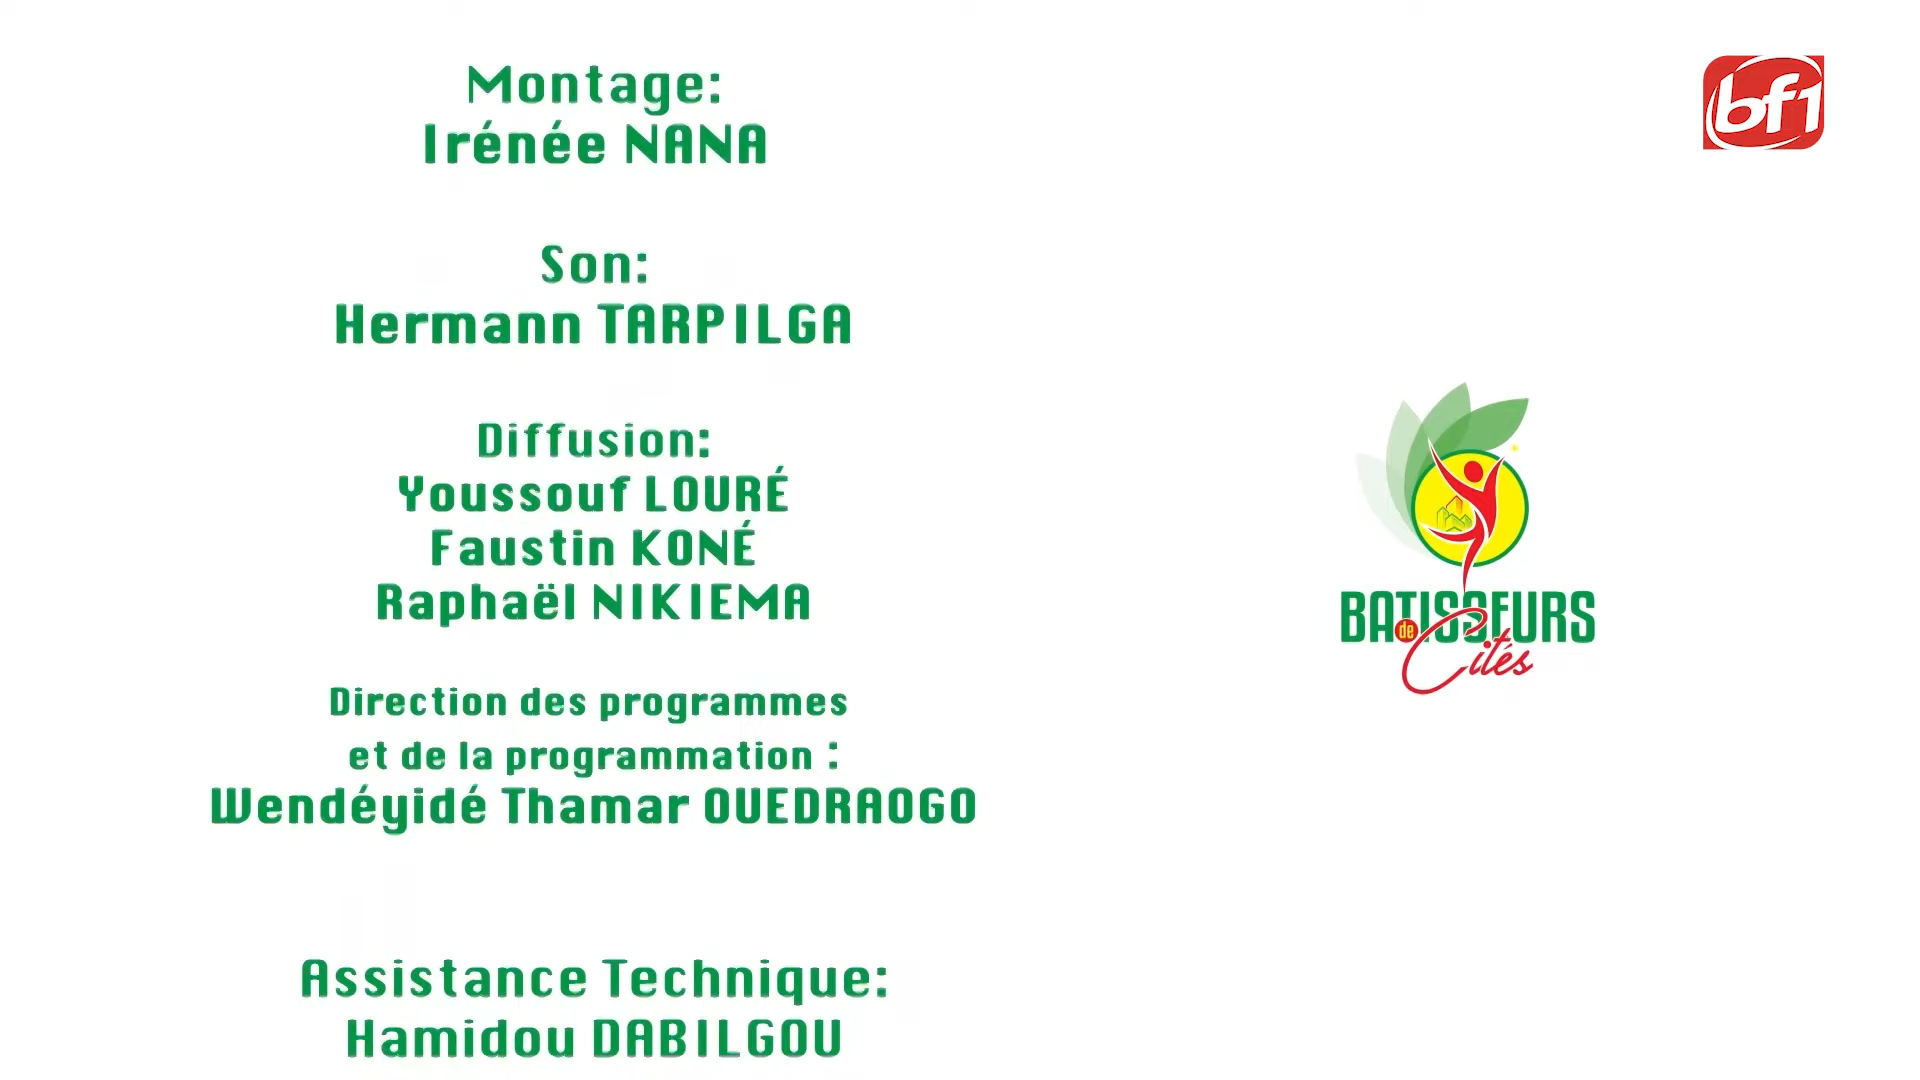 Montage:
Irénée NANA
Son:
Hermann TARPILGA
Diffusion:
Youssouf LOURÉ
Faustin KONÉ
Raphaël NIKIEMA
Direction des programmes
et de la programmation :
Wendéyidé Thamar OUEDRAOGO
Assistance Technique:
Hamidou DABILGOU
bf1
BATISSEURS
de
Cités